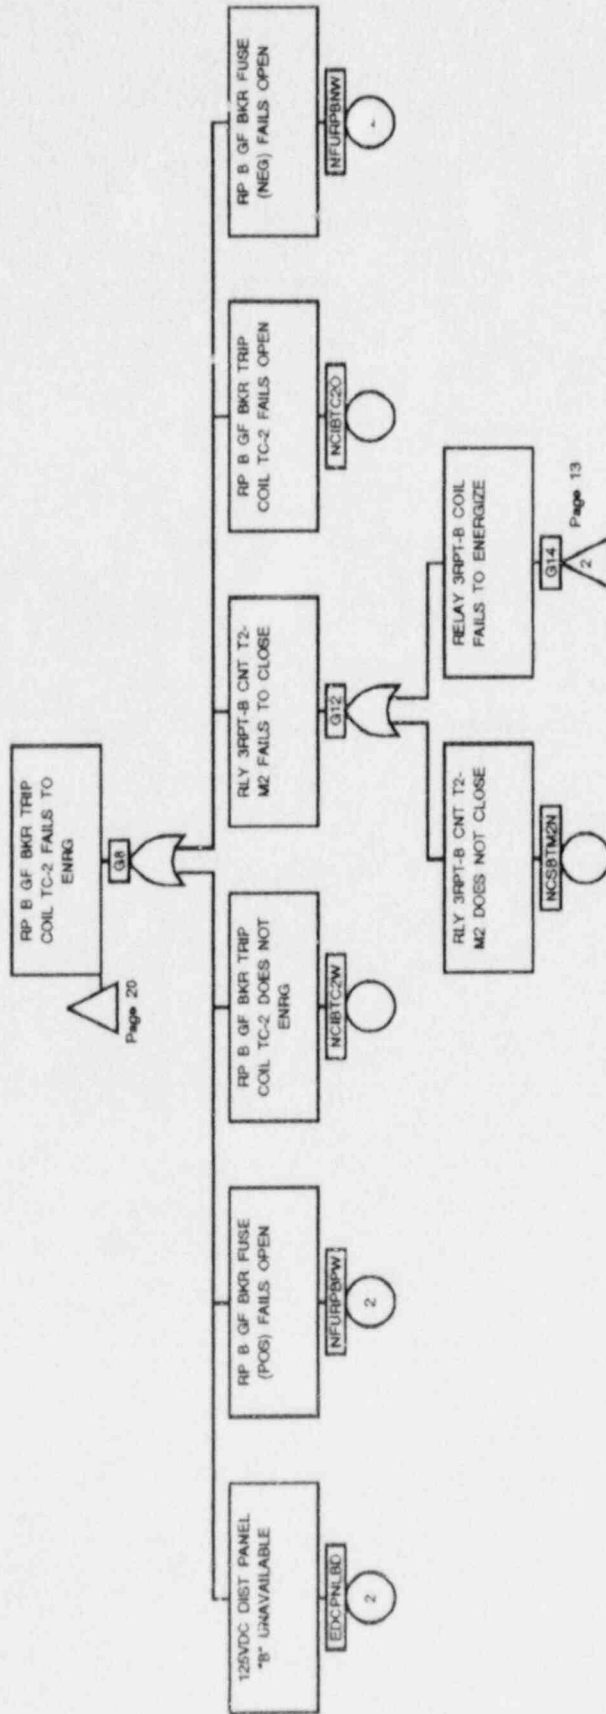 RP B GF BKR TRIP
COIL TC-2 FAILS TO
ENRG
G8
Page 20
125VDC DIST PANEL
"B" UNAVAILABLE
EDCPNLBD
2
RP B GF BKR FUSE
(POS) FAILS OPEN
NFURPBPW
2
RP B GF BKR TRIP
COIL TC-2 DOES NOT
ENRG
NCIBTC2W
RLY 3RPT-B CNT T2-
M2 FAILS TO CLOSE
G12
RP B GF BKR TRIP
COIL TC-2 FAILS OPEN
NCIBTC2O
RP B GF BKR FUSE
(NEG) FAILS OPEN
NFURPBNW
RLY 3RPT-B CNT T2-
M2 DOES NOT CLOSE
NCSBTM2N
RELAY 3RPT-B COIL
FAILS TO ENERGIZE
G14
2
Page 13